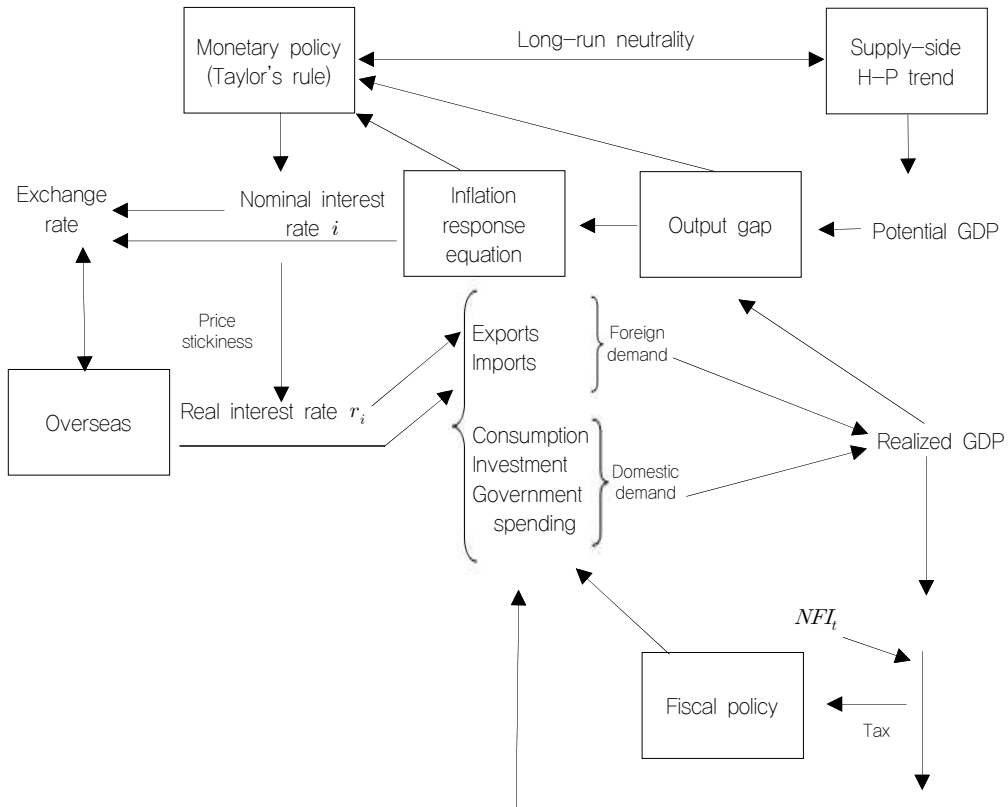 Monetary policy
(Taylor's rule)
Long-run neutrality
Supply-side
H-P trend
Exchange
rate
Nominal interest
rate i
Inflation
response
equation
Output gap
Potential GDP
Price
stickiness
Exports
Imports
Foreign
demand
Overseas
Real interest rate r_i
Consumption
Investment
Government
spending
Domestic
demand
Realized GDP
NFI_t
Fiscal policy
Tax